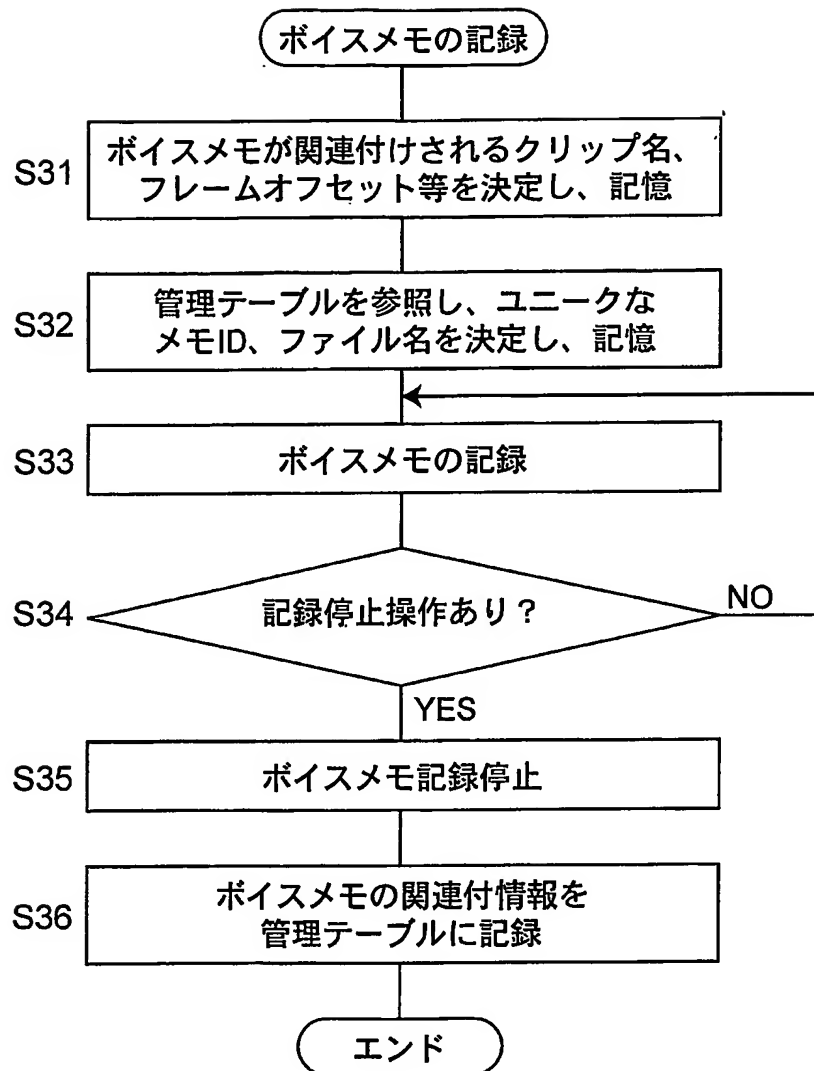 ボイスメモの記録
S31
ボイスメモが関連付けされるクリップ名、
フレームオフセット等を決定し、記憶
S32
管理テーブルを参照し、ユニークな
メモID、ファイル名を決定し、記憶
S33
ボイスメモの記録
S34
記録停止操作あり？
NO
YES
S35
ボイスメモ記録停止
S36
ボイスメモの関連付情報を
管理テーブルに記録
エンド